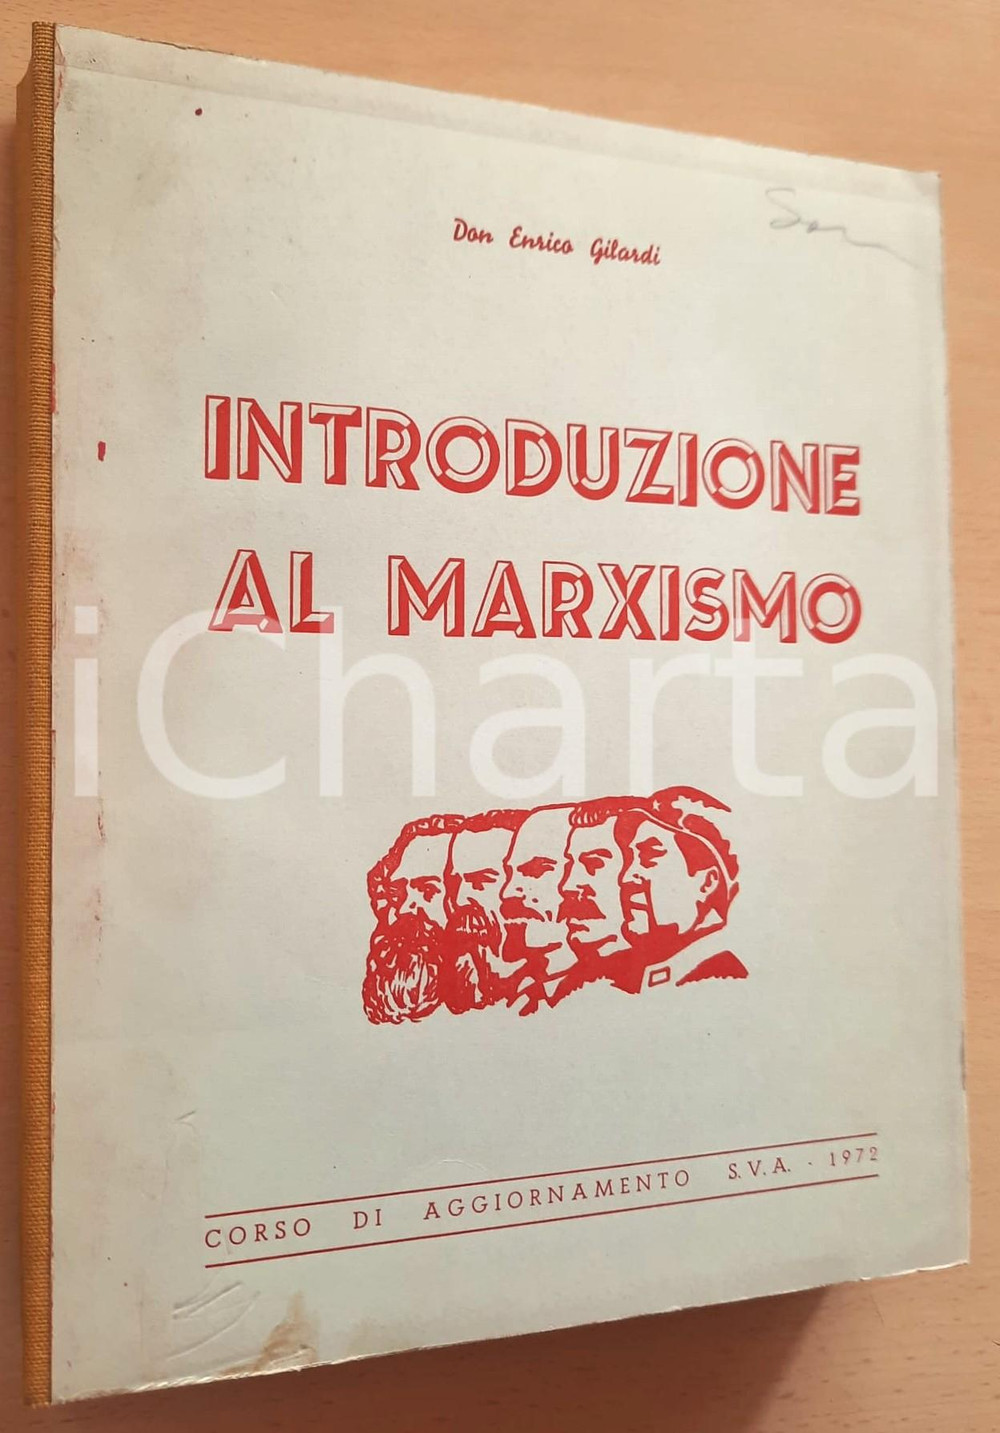 Don Enrico Gilardi
INTRODUZIONE
AL MARXISMO
iCharta
CORSO DI AGGIORNAMENTO S.V.A. - 1972